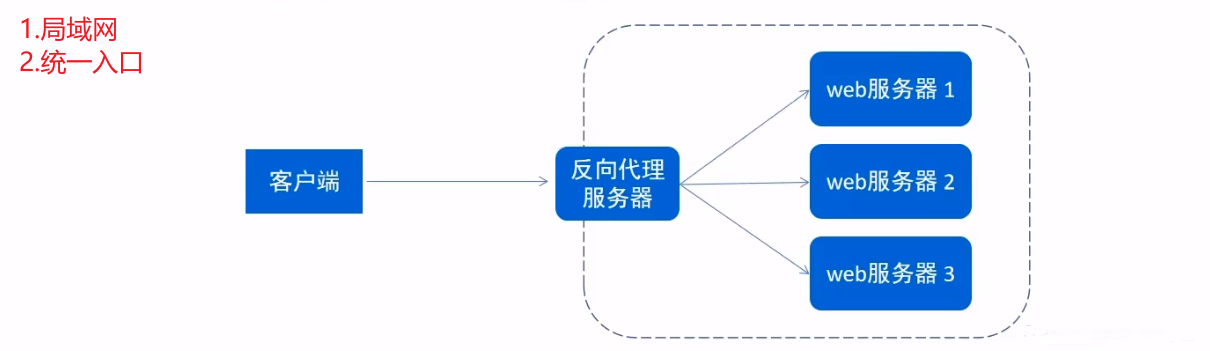 1.局域网
2.统一入口
客户端
反向代理
服务器
web服务器 1
web服务器 2
web服务器 3